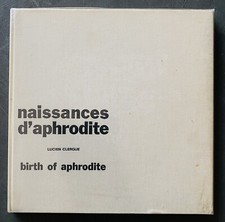 naissances
d'aphrodite
LUCIEN CLERGUE
birth of aphrodite